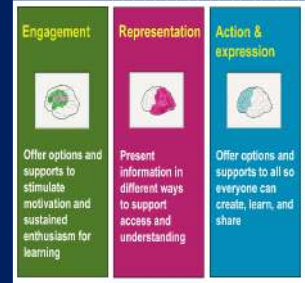 Engagement
Offer options and
supports to
stimulate
motivation and
sustained
enthusiasm for
learning
Representation
Present
information in
different ways
to support
access and
understanding
Action &
expression
Offer options and
supports to all so
everyone can
create, learn, and
share